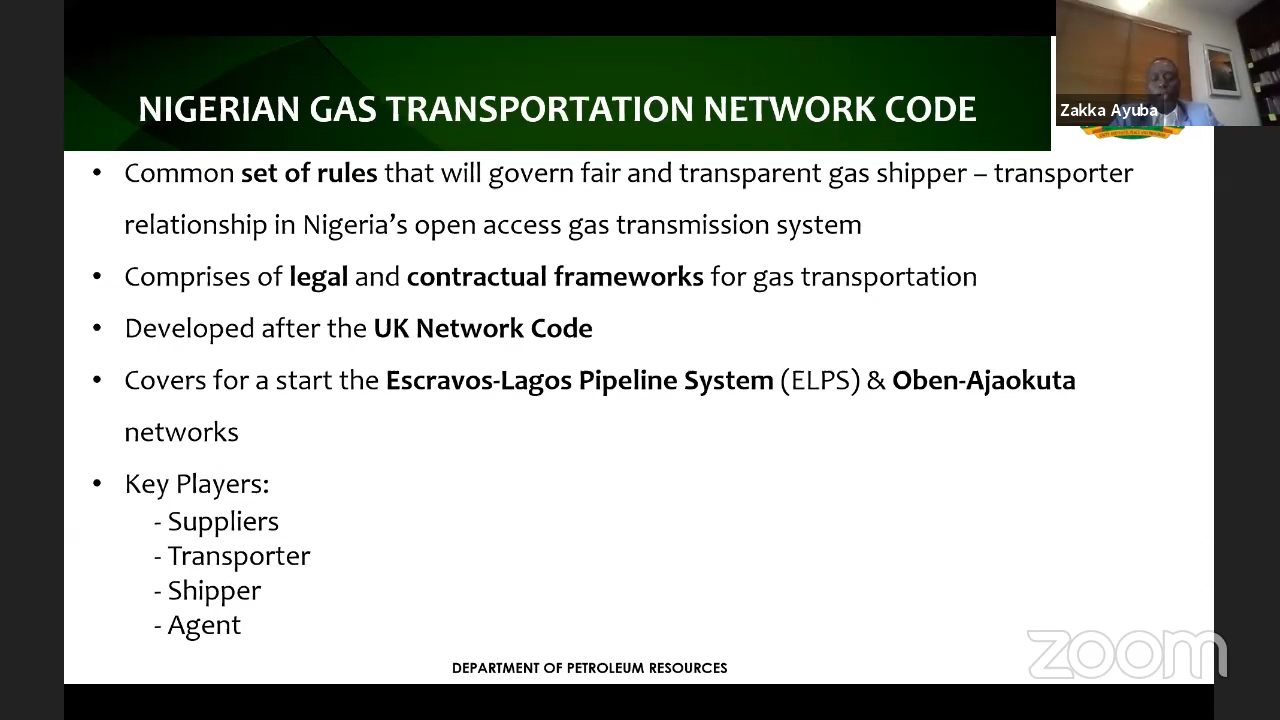 NIGERIAN GAS TRANSPORTATION NETWORK CODE
Zakka Ayuba
• Common set of rules that will govern fair and transparent gas shipper – transporter
relationship in Nigeria’s open access gas transmission system
• Comprises of legal and contractual frameworks for gas transportation
• Developed after the UK Network Code
• Covers for a start the Escravos-Lagos Pipeline System (ELPS) & Oben-Ajaokuta
networks
• Key Players:
- Suppliers
- Transporter
- Shipper
- Agent
DEPARTMENT OF PETROLEUM RESOURCES
zoom